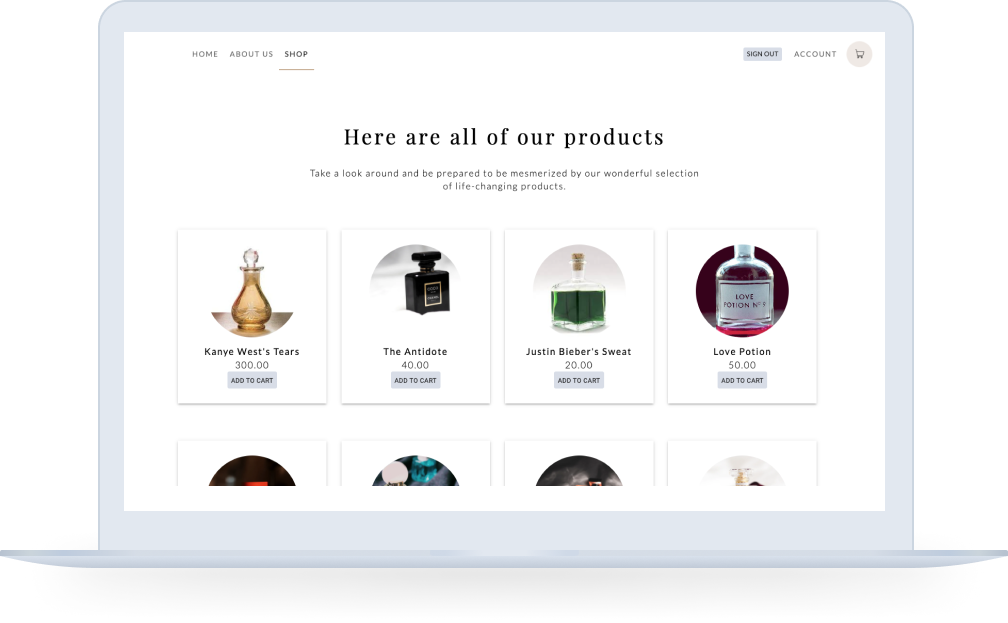 HOME ABOUT US SHOP SIGN OUT ACCOUNT
Here are all of our products
Take a look around and be prepared to be mesmerized by our wonderful selection
of life-changing products.
LOVE
POTION Nº 9
Kanye West's Tears
300.00
ADD TO CART
The Antidote
40.00
ADD TO CART
Justin Bieber's Sweat
20.00
ADD TO CART
Love Potion
50.00
ADD TO CART